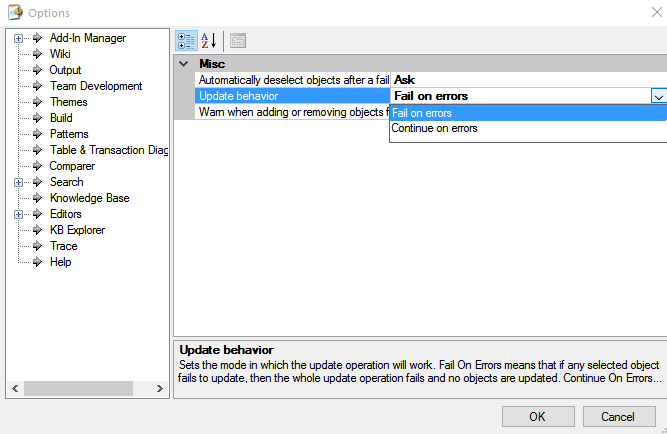 Options
Add-In Manager
Wiki
Output
Team Development
Themes
Build
Patterns
Table & Transaction Diag
Comparer
Search
Knowledge Base
Editors
KB Explorer
Trace
Help
Misc
Automatically deselect objects after a fail Ask
Update behavior Fail on errors
Warn when adding or removing objects f
Fail on errors
Continue on errors
Update behavior
Sets the mode in which the update operation will work. Fail On Errors means that if any selected object
fails to update, then the whole update operation fails and no objects are updated. Continue On Errors...
OK Cancel